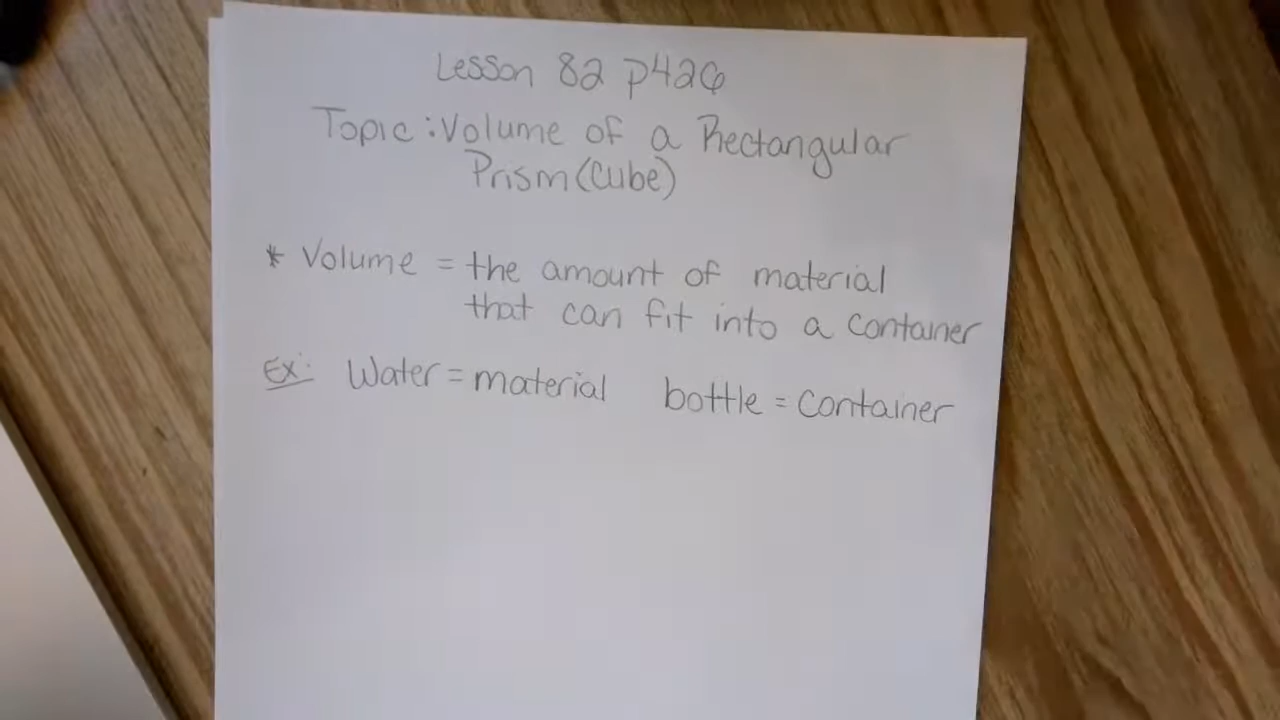 Lesson 82 p426
Topic: Volume of a Rectangular
Prism (Cube)
* Volume = the amount of material
that can fit into a container
Ex: Water = material bottle = container